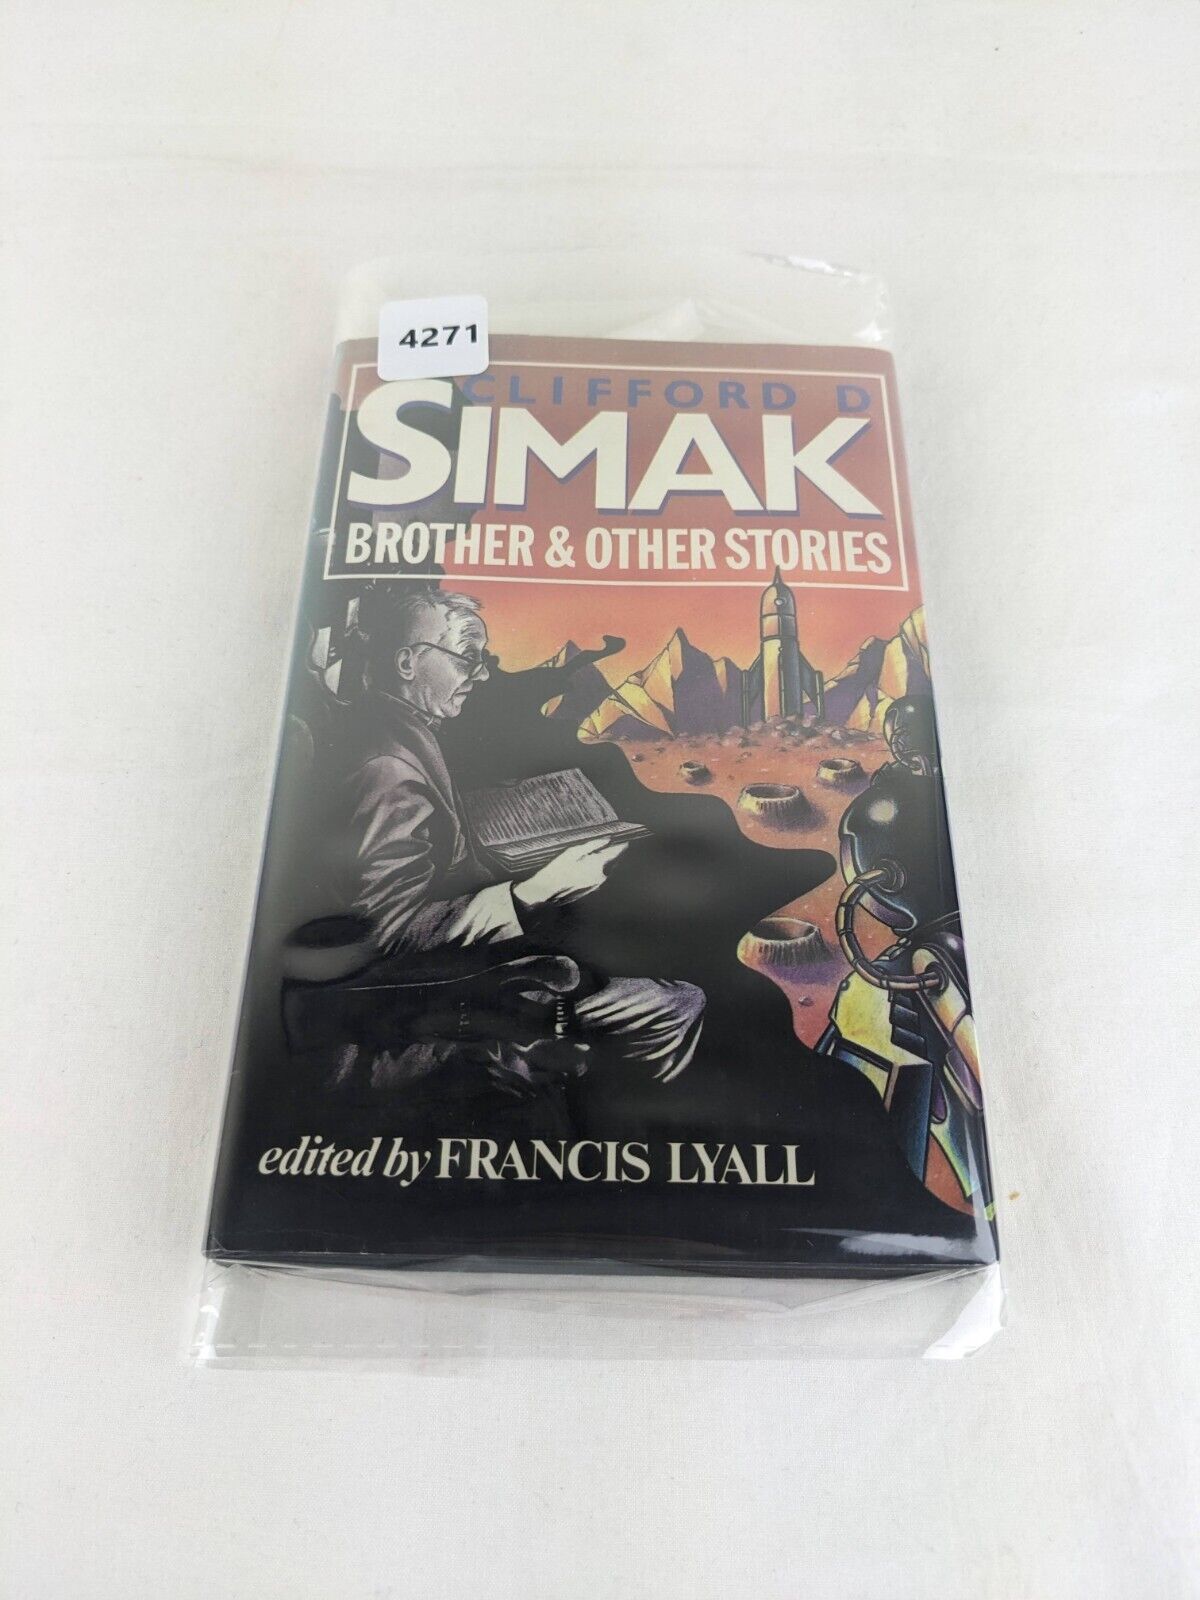 4271
CLIFFORD D
SIMAK
BROTHER & OTHER STORIES
edited by FRANCIS LYALL